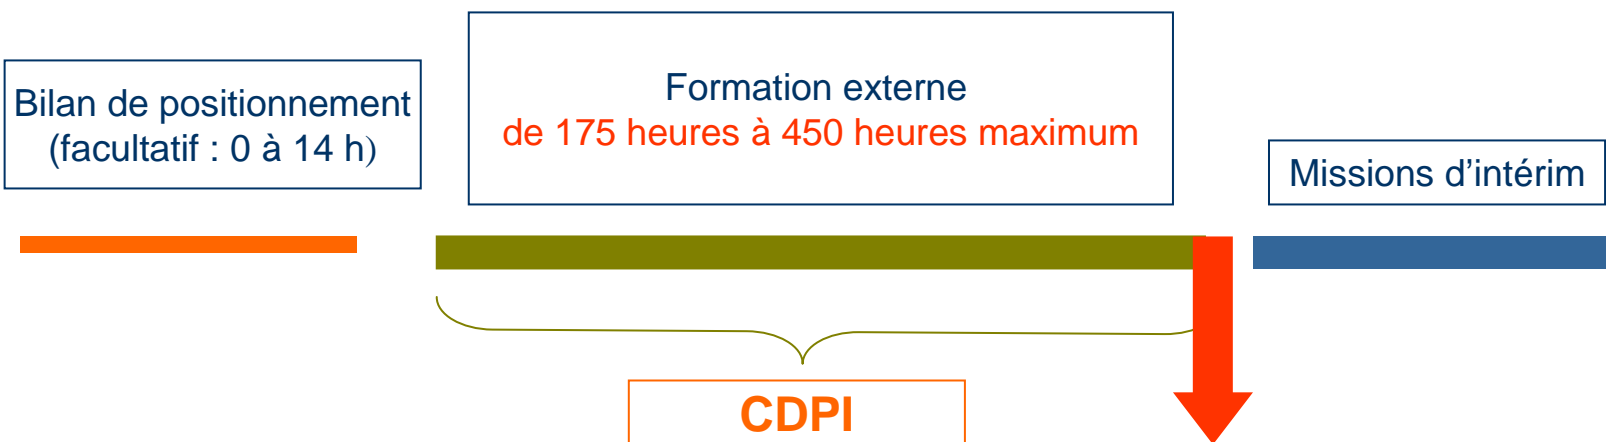 Bilan de positionnement
(facultatif : 0 à 14 h)
Formation externe
de 175 heures à 450 heures maximum
Missions d’intérim
CDPI